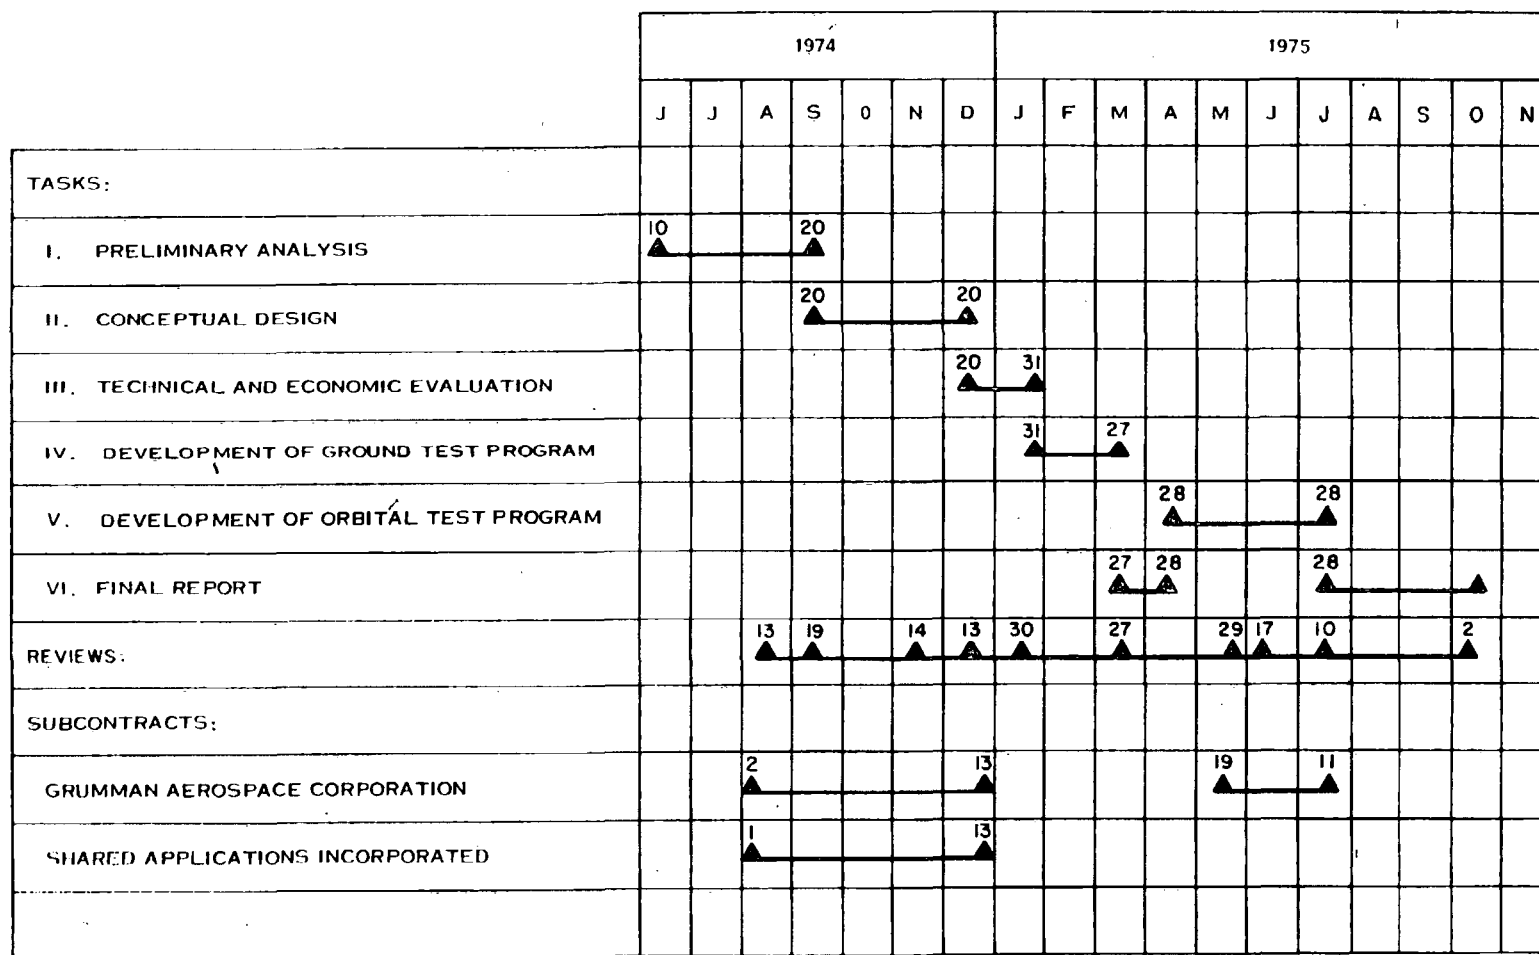 1974 1975
J J A S O N D J F M A M J J A S O N
TASKS:
10 20
I. PRELIMINARY ANALYSIS
20 20
II. CONCEPTUAL DESIGN
20 31
III. TECHNICAL AND ECONOMIC EVALUATION
31 27
IV. DEVELOPMENT OF GROUND TEST PROGRAM
28 28
V. DEVELOPMENT OF ORBITAL TEST PROGRAM
27 28 28
VI. FINAL REPORT
13 19 14 13 30 27 29 17 10 2
REVIEWS:
SUBCONTRACTS:
2 13 19 11
GRUMMAN AEROSPACE CORPORATION
1 13
SHARED APPLICATIONS INCORPORATED